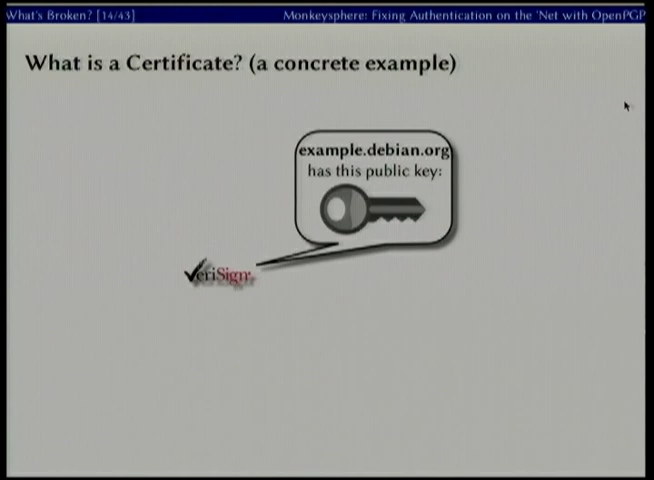 What's Broken? [14/43]
Monkeysphere: Fixing Authentication on the 'Net with OpenPGP
What is a Certificate? (a concrete example)
example.debian.org
has this public key:
VeriSign